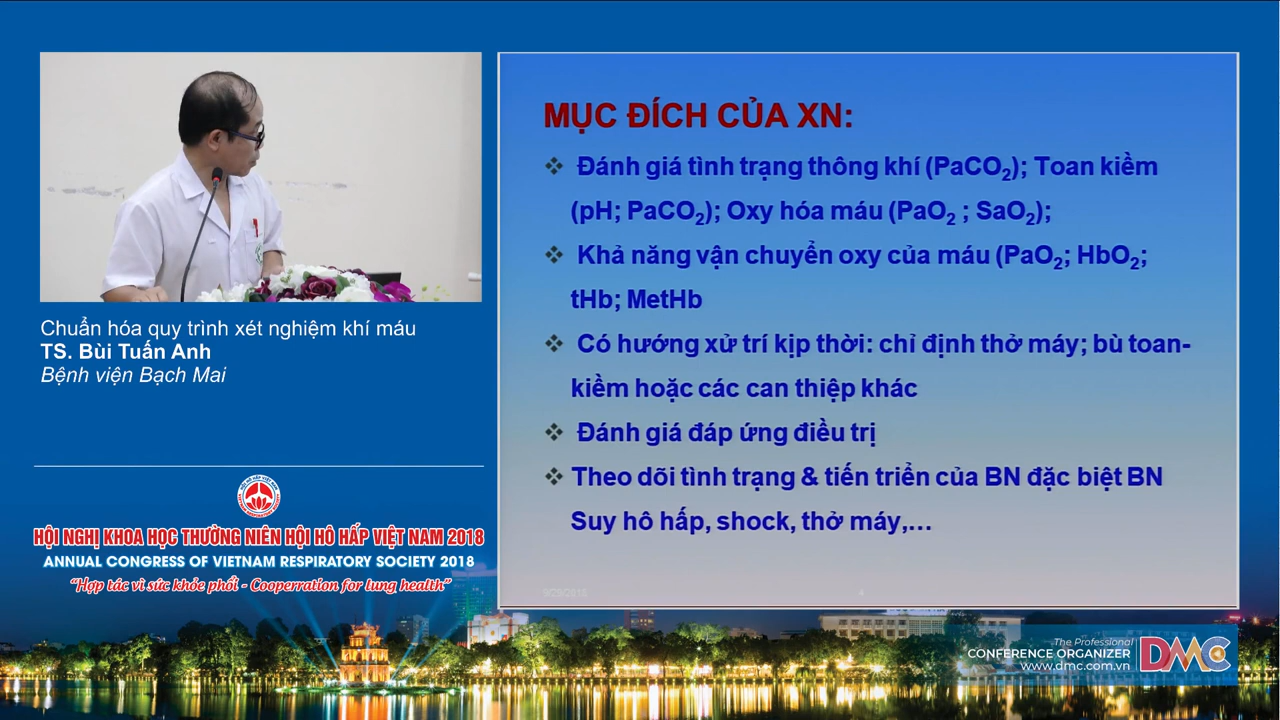 Chuẩn hóa quy trình xét nghiệm khí máu
TS. Bùi Tuấn Anh
Bệnh viện Bạch Mai
HỘI HÔ HẤP VIỆT NAM
HỘI NGHỊ KHOA HỌC THƯỜNG NIÊN HỘI HÔ HẤP VIỆT NAM 2018
ANNUAL CONGRESS OF VIETNAM RESPIRATORY SOCIETY 2018
"Hợp tác vì sức khỏe phổi - Cooperration for lung health"
MỤC ĐÍCH CỦA XN:
❖ Đánh giá tình trạng thông khí (PaCO₂); Toan kiềm
(pH; PaCO₂); Oxy hóa máu (PaO₂ ; SaO₂);
❖ Khả năng vận chuyển oxy của máu (PaO₂; HbO₂;
tHb; MetHb
❖ Có hướng xử trí kịp thời: chỉ định thở máy; bù toan-
kiềm hoặc các can thiệp khác
❖ Đánh giá đáp ứng điều trị
❖ Theo dõi tình trạng & tiến triển của BN đặc biệt BN
Suy hô hấp, shock, thở máy,...
4
The Professional
CONFERENCE ORGANIZER
www.dmc.com.vn
DMC